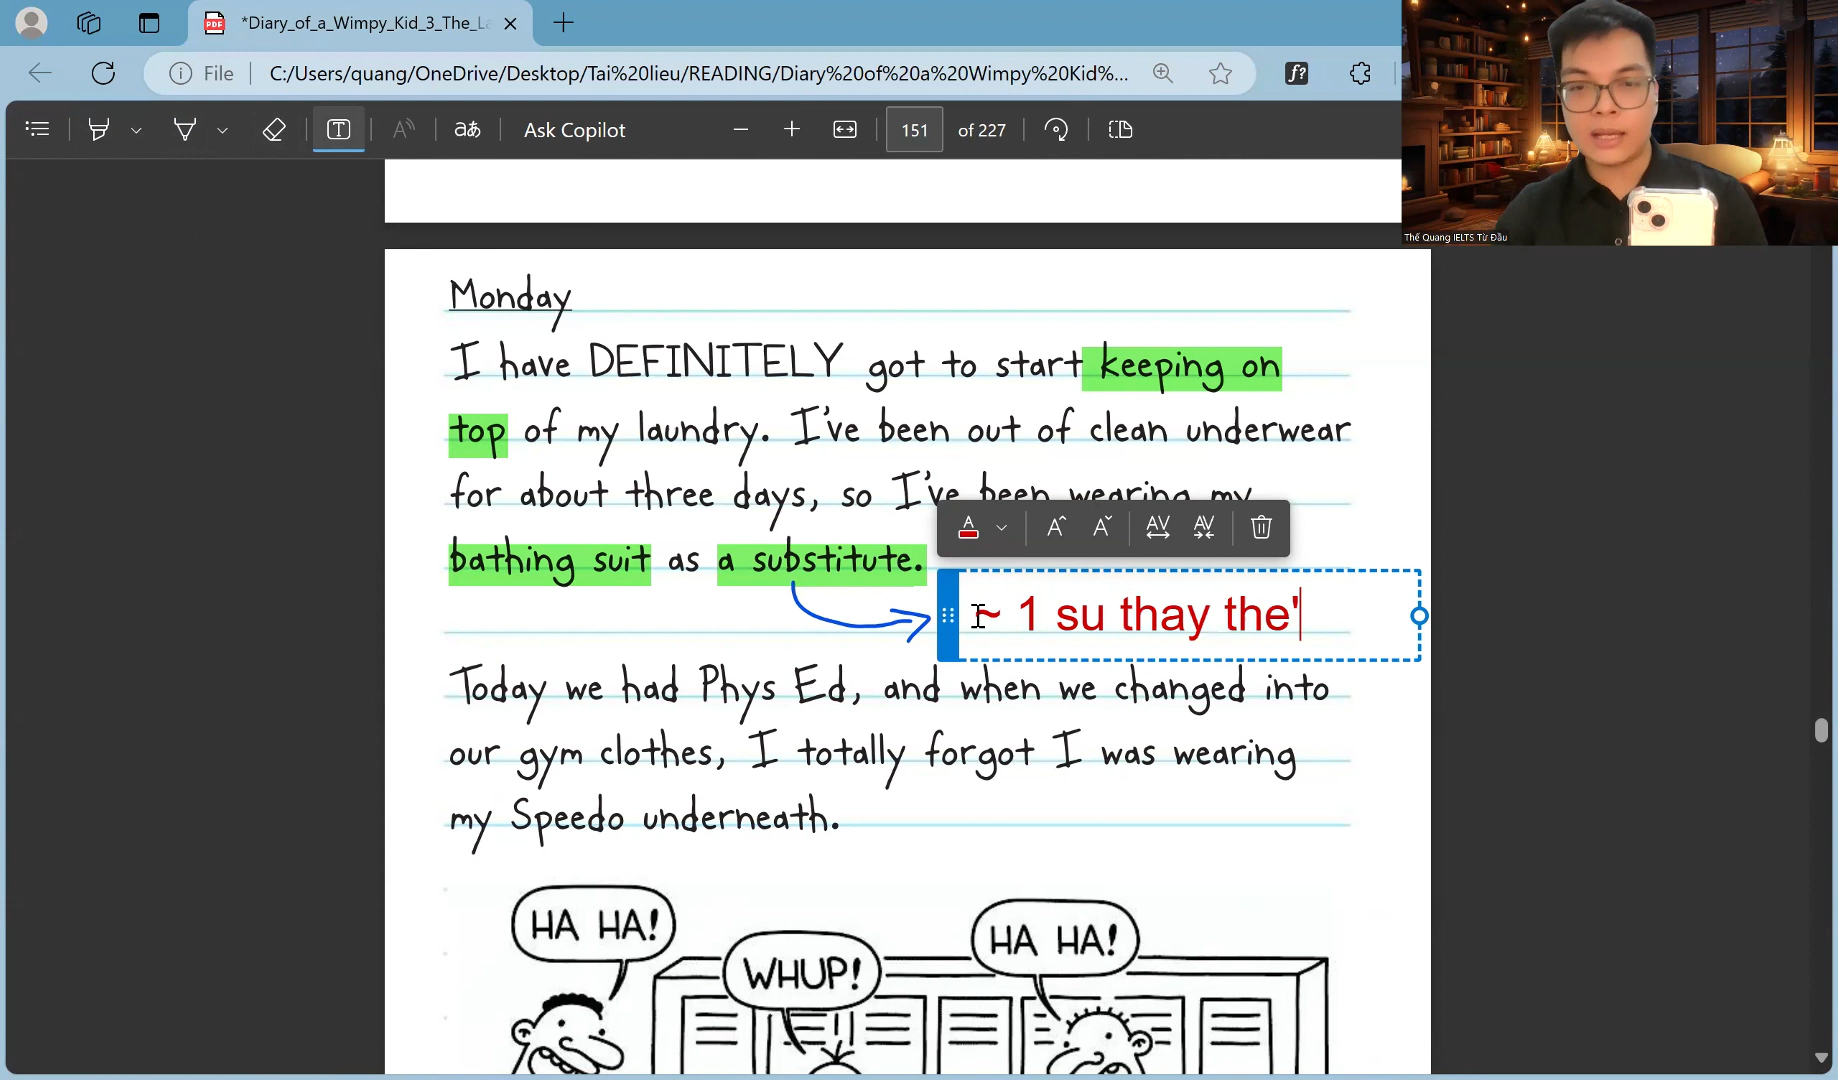 *Diary_of_a_Wimpy_Kid_3_The_La
File
C:/Users/quang/OneDrive/Desktop/Tai%20lieu/READING/Diary%20of%20a%20Wimpy%20Kid%...
Ask Copilot
151 of 227
Thế Quang IELTS Từ Đầu
Monday
I have DEFINITELY got to start keeping on
top of my laundry. I've been out of clean underwear
for about three days, so I've been wearing my
bathing suit as a substitute.
~ 1 su thay the'
Today we had Phys Ed, and when we changed into
our gym clothes, I totally forgot I was wearing
my Speedo underneath.
HA HA!
WHUP!
HA HA!